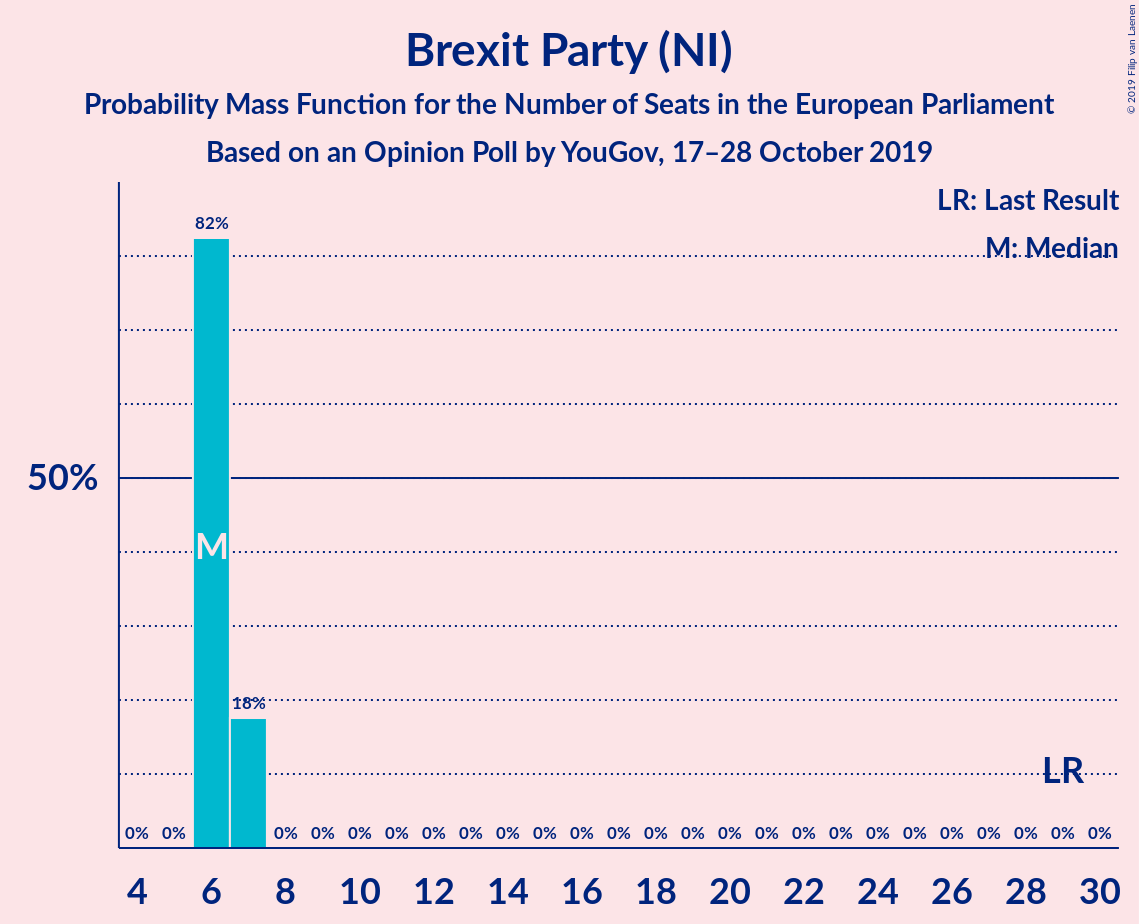 Brexit Party (NI)
Probability Mass Function for the Number of Seats in the European Parliament
Based on an Opinion Poll by YouGov, 17–28 October 2019
© 2019 Filip van Laenen
LR: Last Result
M: Median
82%
50%
M
18%
LR
0% 0% 0% 0% 0% 0% 0% 0% 0% 0% 0% 0% 0% 0% 0% 0% 0% 0% 0% 0% 0% 0% 0% 0% 0%
4 6 8 10 12 14 16 18 20 22 24 26 28 30